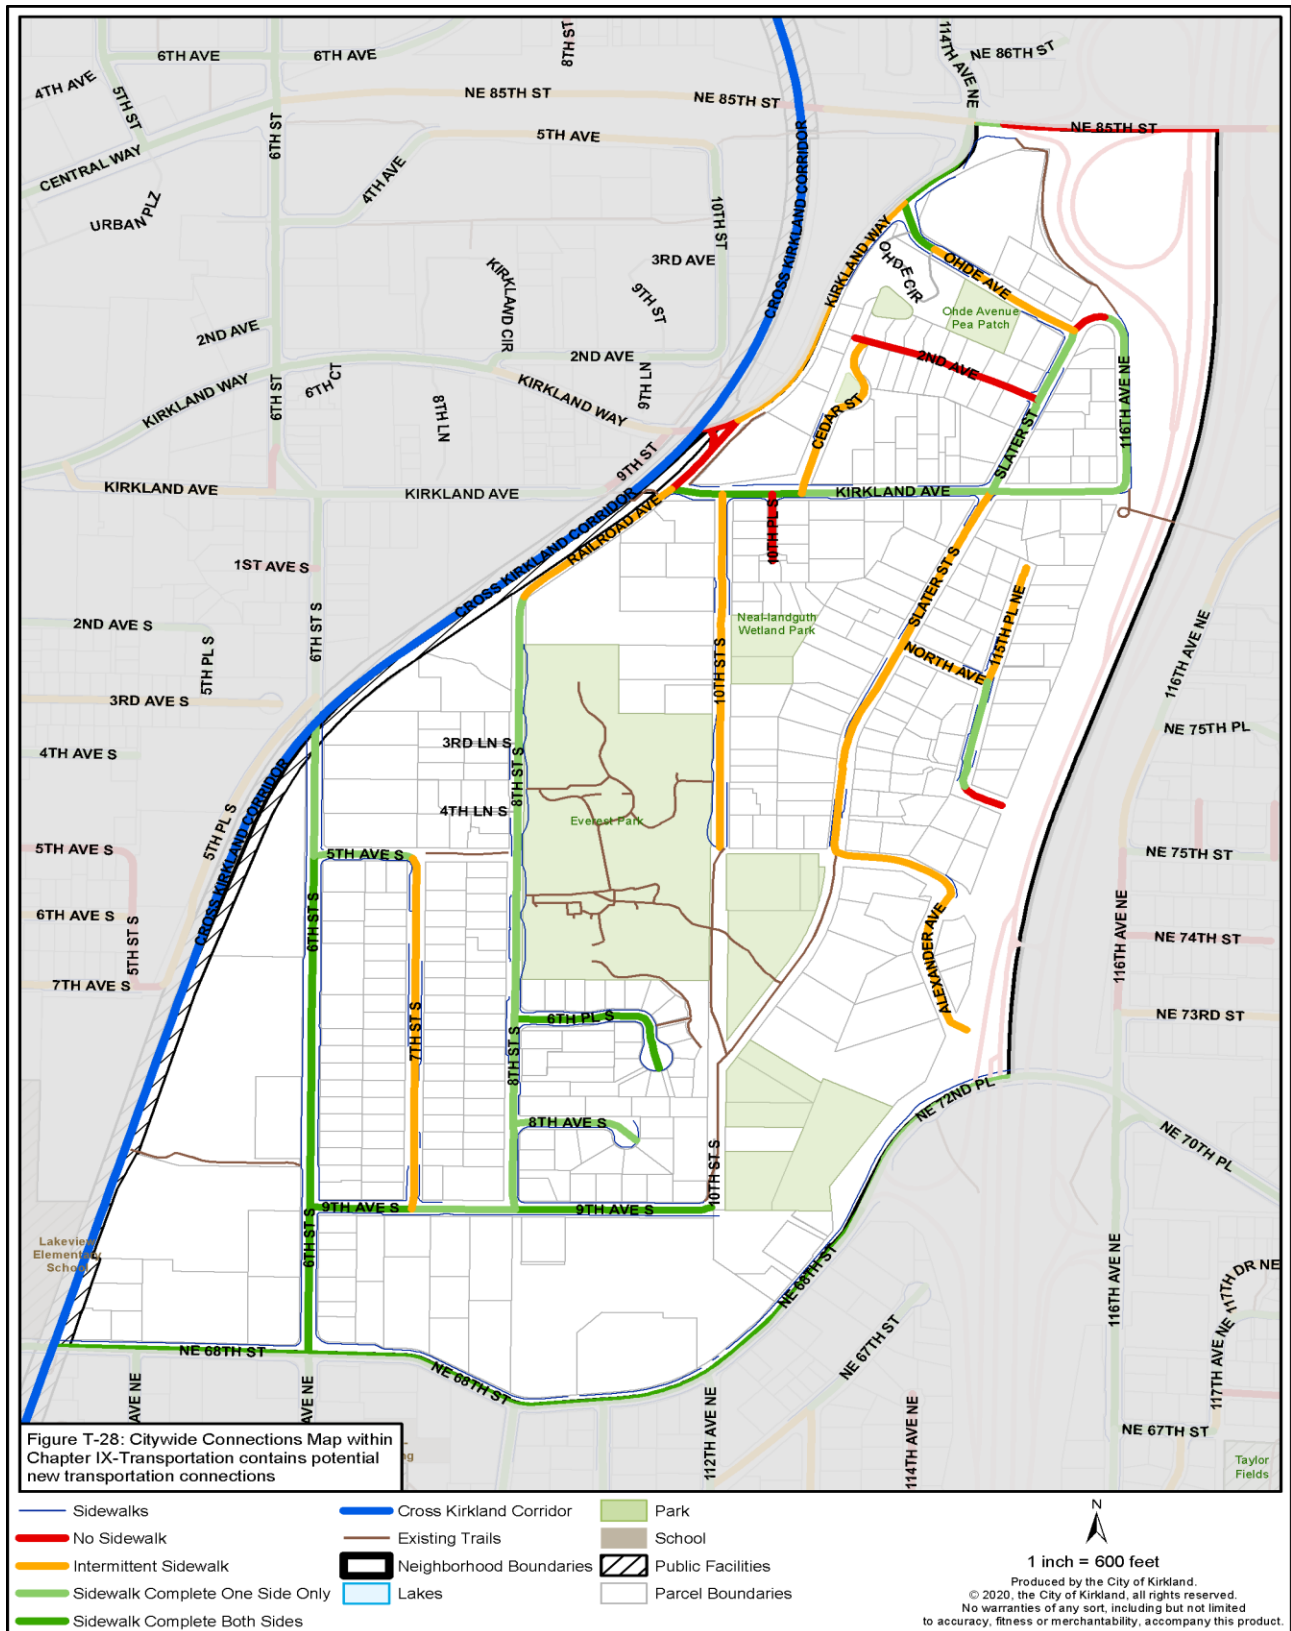 114TH AVE NE
NE 86TH ST
8TH ST
6TH AVE
6TH AVE
4TH AVE
5TH ST
NE 85TH ST
NE 85TH ST
NE 85TH ST
6TH ST
5TH AVE
CENTRAL WAY
4TH AVE
URBAN PLZ
10TH ST
CROSS KIRKLAND CORRIDOR
KIRKLAND WAY
3RD AVE
OHDE CIR
OHDE AVE
KIRKLAND CIR
9TH ST
Ohde Avenue
Pea Patch
2ND AVE
2ND AVE
2ND AVE
6TH CT
9TH LN
KIRKLAND WAY
KIRKLAND WAY
116TH AVE NE
8TH LN
6TH ST
CEDAR ST
SLATER ST
9TH ST
KIRKLAND AVE
KIRKLAND AVE
KIRKLAND AVE
RAILROAD AVE
10TH PL S
CROSS KIRKLAND CORRIDOR
1ST AVE S
2ND AVE S
6TH ST S
5TH PL S
Neal-landguth
Wetland Park
SLATER ST S
115TH PL NE
NORTH AVE
10TH ST S
116TH AVE NE
3RD AVE S
NE 75TH PL
4TH AVE S
3RD LN S
8TH ST S
4TH LN S
CROSS KIRKLAND CORRIDOR
5TH PL S
Everest Park
5TH AVE S
5TH AVE S
NE 75TH ST
6TH AVE S
6TH ST S
5TH ST S
116TH AVE NE
NE 74TH ST
ALEXANDER AVE
7TH AVE S
NE 73RD ST
7TH ST S
6TH PL S
8TH ST S
NE 72ND PL
8TH AVE S
NE 70TH PL
10TH ST S
9TH AVE S
9TH AVE S
6TH ST S
Lakeview
Elementary
School
NE 68TH ST
116TH AVE NE
117TH DR NE
NE 68TH ST
NE 67TH ST
NE 68TH ST
117TH AVE NE
AVE NE
AVE NE
112TH AVE NE
114TH AVE NE
NE 67TH ST
Taylor
Fields
Figure T-28: Citywide Connections Map within
Chapter IX-Transportation contains potential
new transportation connections
Sidewalks
No Sidewalk
Intermittent Sidewalk
Sidewalk Complete One Side Only
Sidewalk Complete Both Sides
Cross Kirkland Corridor
Existing Trails
Neighborhood Boundaries
Lakes
Park
School
Public Facilities
Parcel Boundaries
N
1 inch = 600 feet
Produced by the City of Kirkland.
© 2020, the City of Kirkland, all rights reserved.
No warranties of any sort, including but not limited
to accuracy, fitness or merchantability, accompany this product.